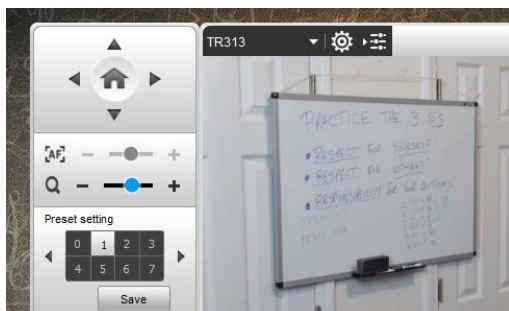 TR313
[AF]
Preset setting
0 1 2 3
4 5 6 7
Save
PRACTICE THE 3 RS
• RESPECT FOR YOURSELF
• RESPECT FOR OTHERS
• RESPONSIBILITY for YOUR ACTIONS